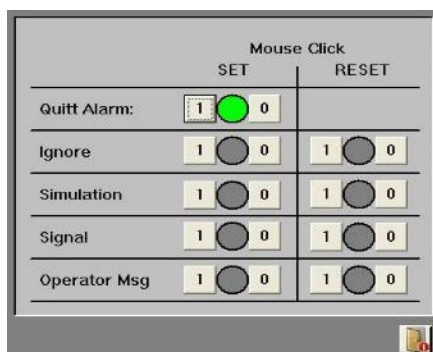 Mouse Click
SET RESET
Quitt Alarm: 1 0
Ignore 1 0 1 0
Simulation 1 0 1 0
Signal 1 0 1 0
Operator Msg 1 0 1 0